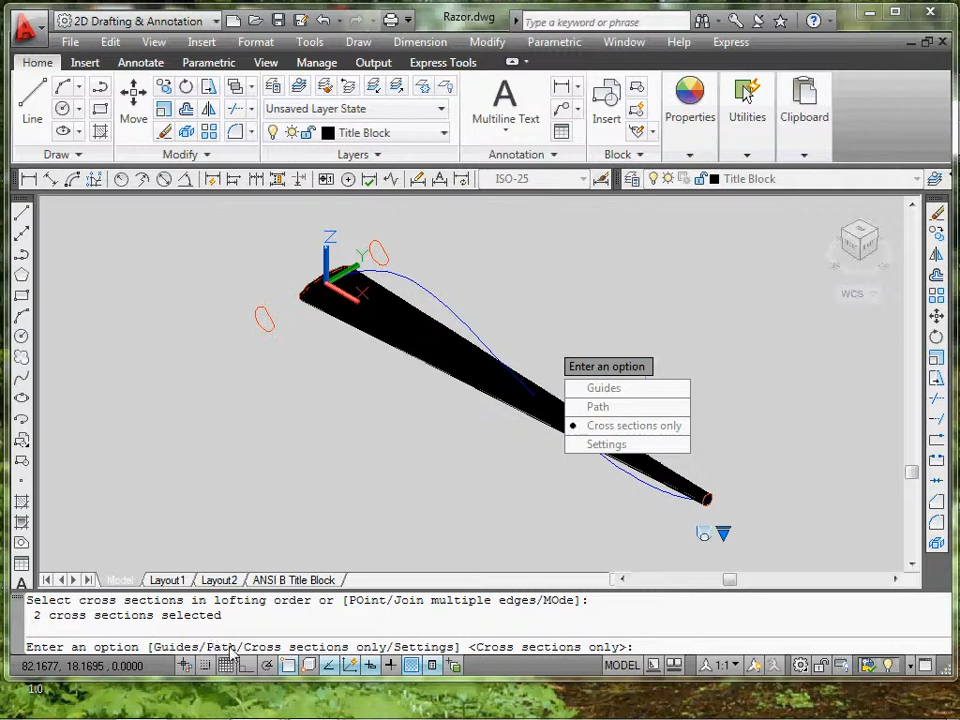 2D Drafting & Annotation
Razor.dwg
Type a keyword or phrase
File Edit View Insert Format Tools Draw Dimension Modify Parametric Window Help Express
Home Insert Annotate Parametric View Manage Output Express Tools
Line
Move
Unsaved Layer State
Title Block
Multiline Text
Insert
Properties
Utilities
Clipboard
Draw
Modify
Layers
Annotation
Block
ISO-25
Title Block
Z
Y
X
WCS
Enter an option
Guides
Path
Cross sections only
Settings
Model Layout1 Layout2 ANSI B Title Block
Select cross sections in lofting order or [POint/Join multiple edges/MOde]:
2 cross sections selected
Enter an option [Guides/Path/Cross sections only/Settings] <Cross sections only>:
82.1677, 18.1695, 0.0000
MODEL
1:1
1.0